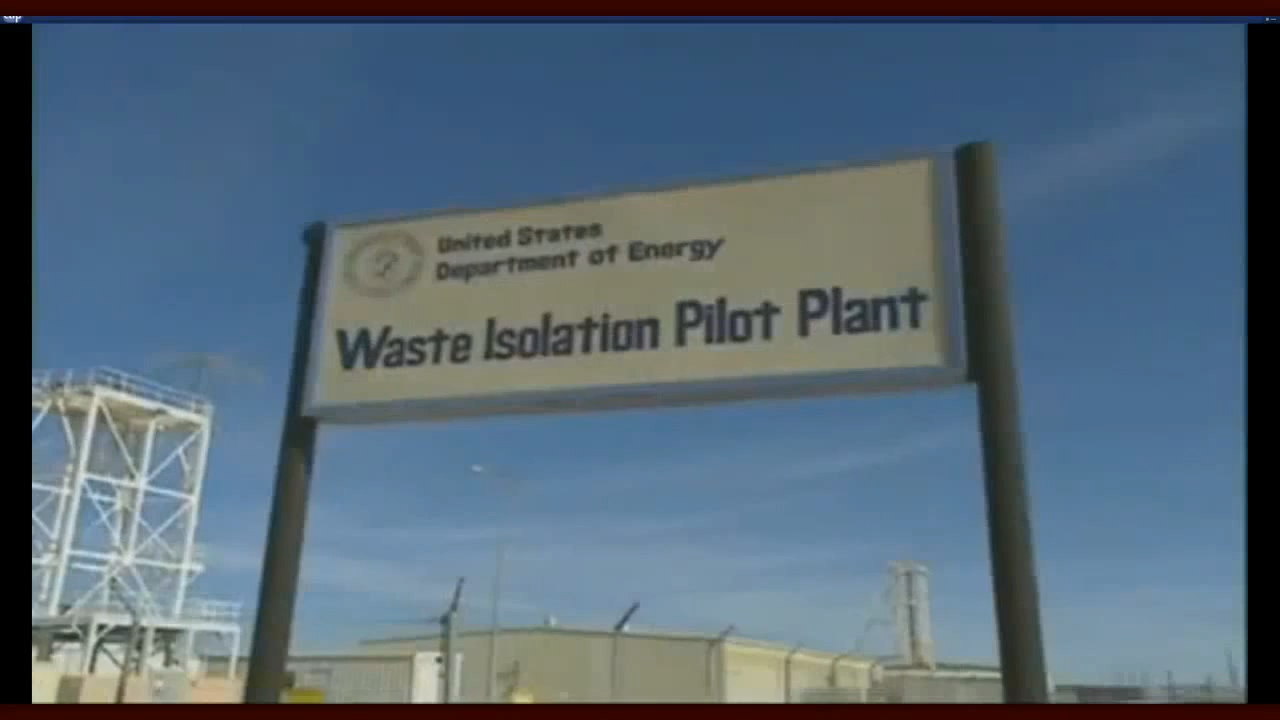 United States
Department of Energy
Waste Isolation Pilot Plant